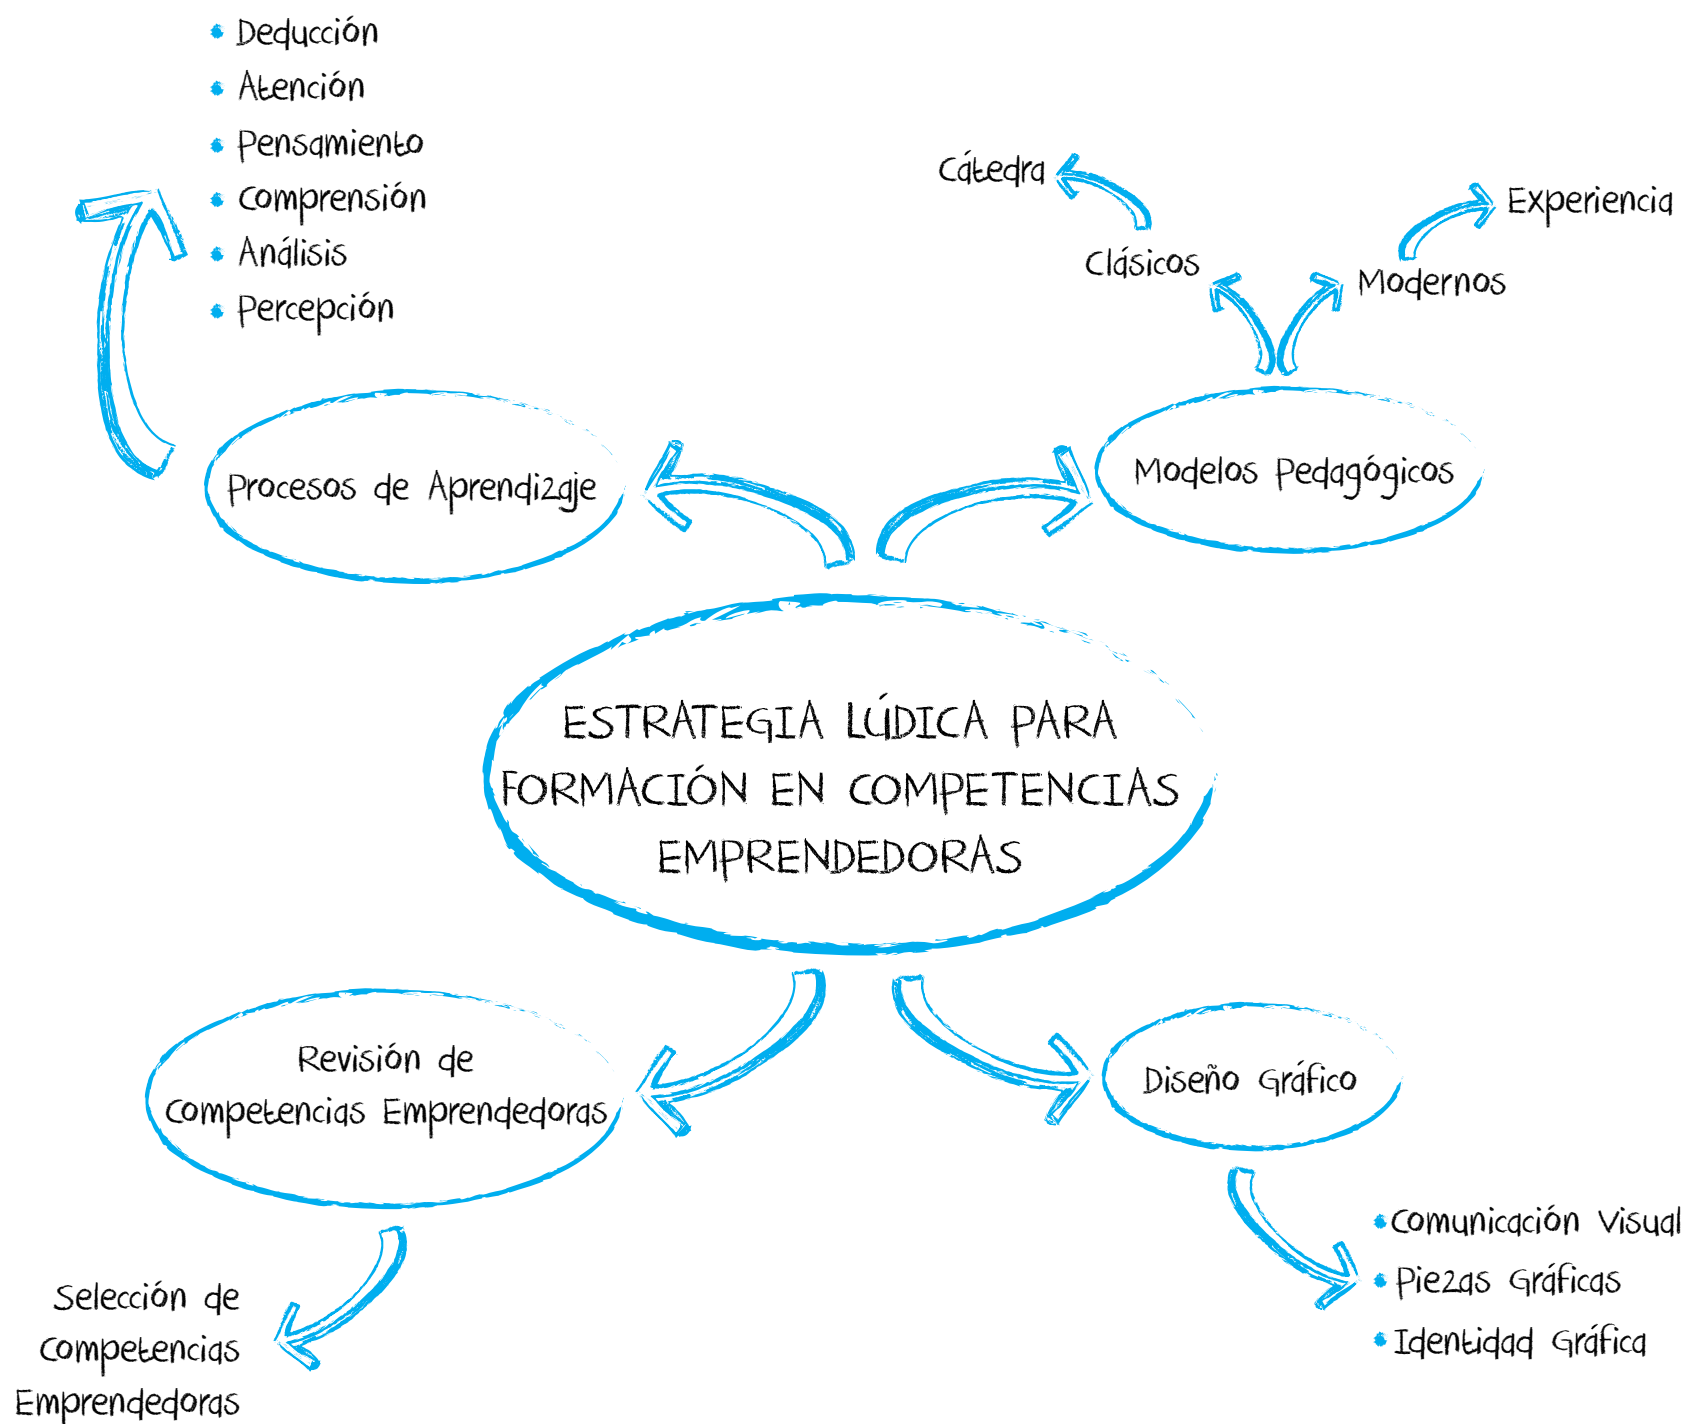 Deducción
Atención
Pensamiento
Comprensión
Análisis
Percepción
Procesos de Aprendizaje
Cátedra
Clásicos
Experiencia
Modernos
Modelos Pedagógicos
ESTRATEGIA LÚDICA PARA
FORMACIÓN EN COMPETENCIAS
EMPRENDEDORAS
Revisión de
Competencias Emprendedoras
Selección de
Competencias
Emprendedoras
Diseño Gráfico
Comunicación Visual
Piezas Gráficas
Identidad Gráfica